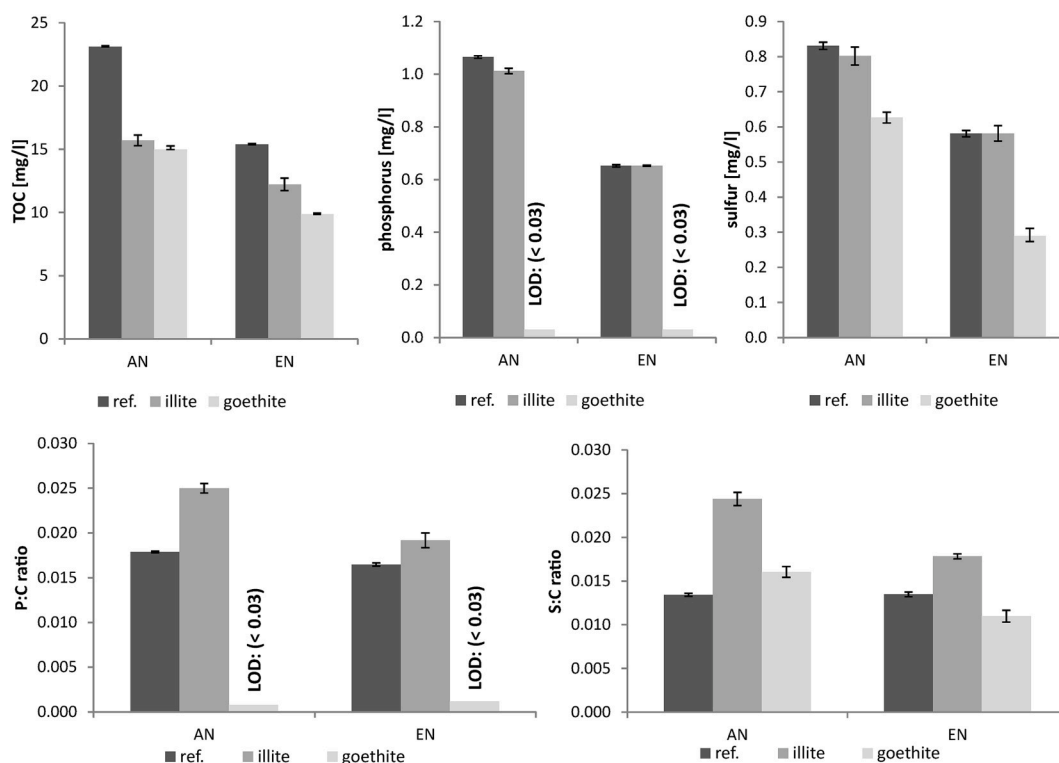 TOC [mg/l]
25
20
15
10
5
0
AN EN
ref. illite goethite
phosphorus [mg/l]
1.2
1.0
0.8
0.6
0.4
0.2
0.0
LOD: (< 0.03)
LOD: (< 0.03)
AN EN
ref. illite goethite
sulfur [mg/l]
0.9
0.8
0.7
0.6
0.5
0.4
0.3
0.2
0.1
0.0
AN EN
ref. illite goethite
P:C ratio
0.030
0.025
0.020
0.015
0.010
0.005
0.000
LOD: (< 0.03)
LOD: (< 0.03)
AN EN
ref. illite goethite
S:C ratio
0.030
0.025
0.020
0.015
0.010
0.005
0.000
AN EN
ref. illite goethite